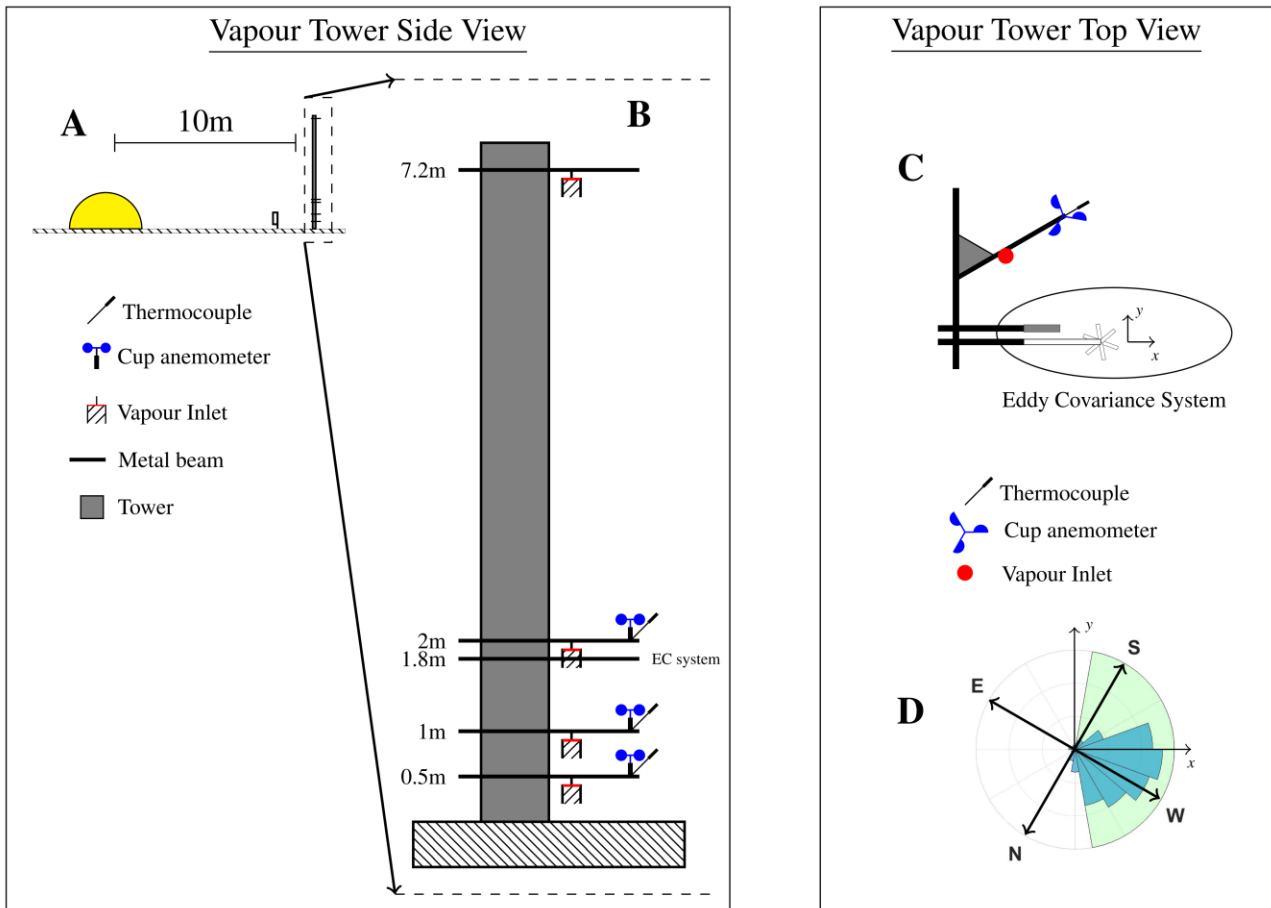 Vapour Tower Side View
A
10m
B
7.2m
Thermocouple
Cup anemometer
Vapour Inlet
Metal beam
Tower
2m
1.8m
EC system
1m
0.5m
Vapour Tower Top View
C
y
x
Eddy Covariance System
Thermocouple
Cup anemometer
Vapour Inlet
D
y
S
E
x
W
N